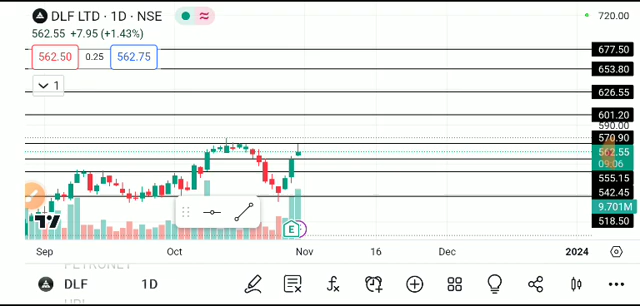 DLF LTD · 1D · NSE
562.55 +7.95 (+1.43%)
562.50 0.25 562.75
1
720.00
677.50
653.80
626.55
601.20
590.00
570.90
562.55
09:06
555.15
542.45
9.701M
518.50
E
Sep Oct Nov 16 Dec 2024
PETRONET
DLF 1D